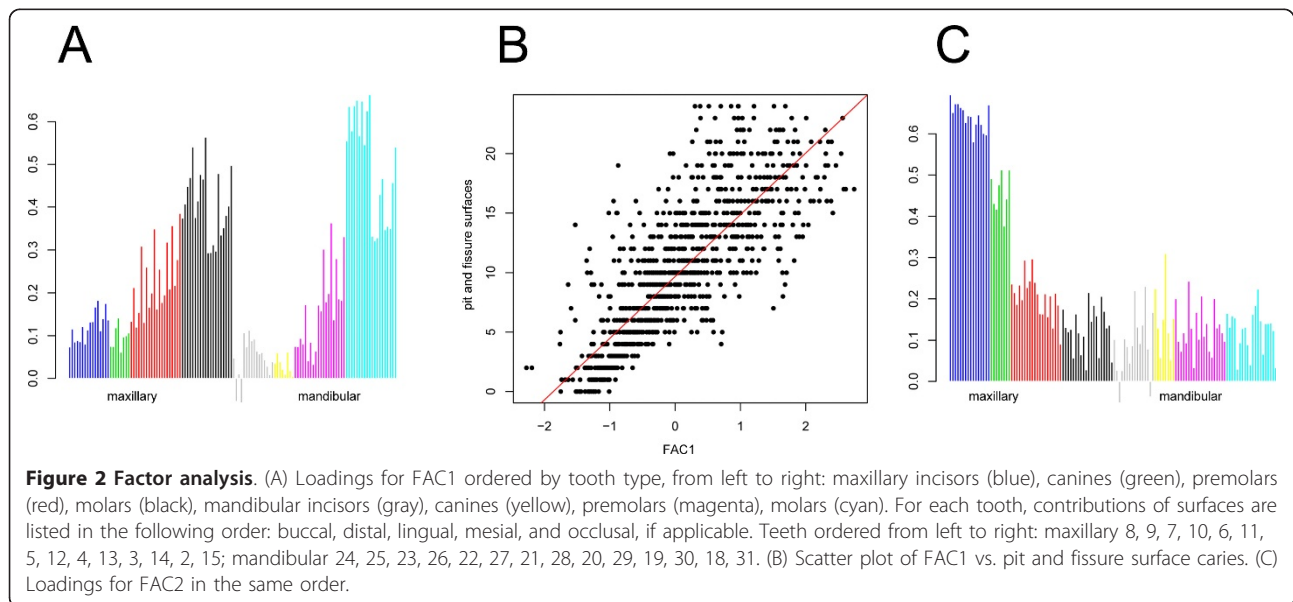 A
B
C
0.6
0.5
0.4
0.3
0.2
0.1
0.0
maxillary
mandibular
pit and fissure surfaces
20
15
10
5
0
−2
−1
0
1
2
FAC1
0.6
0.5
0.4
0.3
0.2
0.1
0.0
maxillary
mandibular
Figure 2 Factor analysis. (A) Loadings for FAC1 ordered by tooth type, from left to right: maxillary incisors (blue), canines (green), premolars
(red), molars (black), mandibular incisors (gray), canines (yellow), premolars (magenta), molars (cyan). For each tooth, contributions of surfaces are
listed in the following order: buccal, distal, lingual, mesial, and occlusal, if applicable. Teeth ordered from left to right: maxillary 8, 9, 7, 10, 6, 11,
5, 12, 4, 13, 3, 14, 2, 15; mandibular 24, 25, 23, 26, 22, 27, 21, 28, 20, 29, 19, 30, 18, 31. (B) Scatter plot of FAC1 vs. pit and fissure surface caries. (C)
Loadings for FAC2 in the same order.